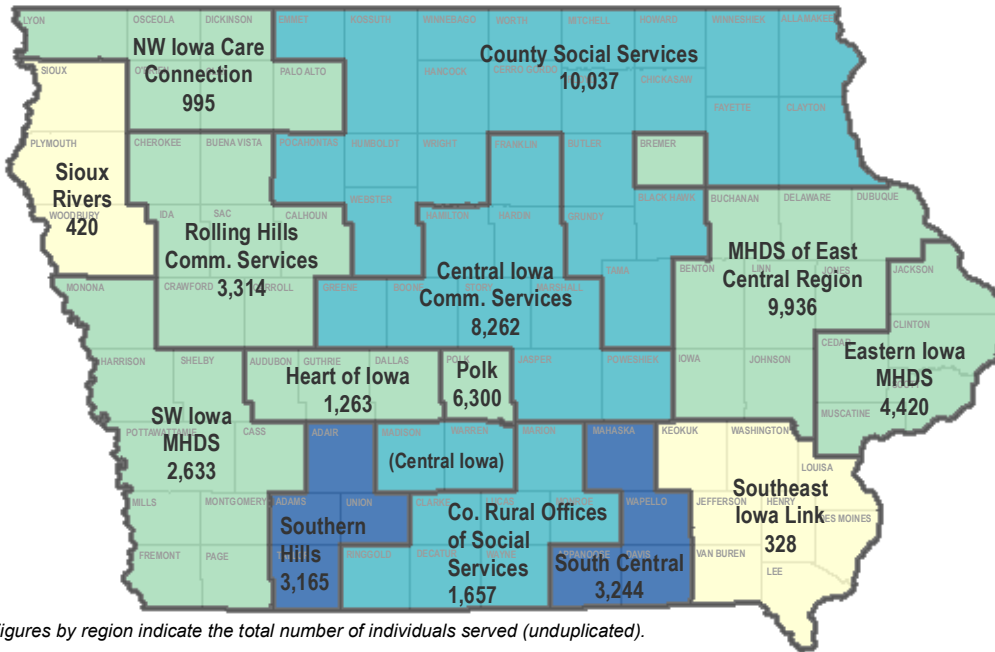 LYON OSCEOLA DICKINSON EMMET KOSSUTH WINNEBAGO WORTH MITCHELL HOWARD WINNESHIEK ALLAMAKEE
NW Iowa Care
Connection
995
County Social Services
10,037
SIOUX O'BRIEN PALO ALTO HANCOCK CERRO GORDO CHICKASAW
FAYETTE CLAYTON
PLYMOUTH CHEROKEE BUENA VISTA POCAHONTAS HUMBOLDT WRIGHT FRANKLIN BUTLER BREMER
Sioux
Rivers
420
WOODBURY IDA SAC CALHOUN WEBSTER HAMILTON HARDIN GRUNDY BLACK HAWK BUCHANAN DELAWARE DUBUQUE
Rolling Hills
Comm. Services
3,314
Central Iowa
Comm. Services
8,262
MHDS of East
Central Region
9,936
MONONA CRAWFORD CARROLL GREENE BOONE STORY MARSHALL TAMA BENTON LINN JONES JACKSON
CLINTON
HARRISON SHELBY AUDUBON GUTHRIE DALLAS POLK JASPER POWESHIEK IOWA JOHNSON CEDAR
Heart of Iowa
1,263
Polk
6,300
Eastern Iowa
MHDS
4,420
MUSCATINE
SW Iowa
MHDS
2,633
POTTAWATTAMIE CASS ADAIR MADISON WARREN MARION MAHASKA KEOKUK WASHINGTON
LOUISA
(Central Iowa)
MILLS MONTGOMERY ADAMS UNION CLARKE LUCAS MONROE WAPELLO JEFFERSON HENRY
DES MOINES
Southern
Hills
3,165
Co. Rural Offices
of Social
Services
1,657
South Central
3,244
Southeast
Iowa Link
328
FREMONT PAGE RINGGOLD DECATUR WAYNE APPANOOSE DAVIS VAN BUREN
LEE
igures by region indicate the total number of individuals served (unduplicated).